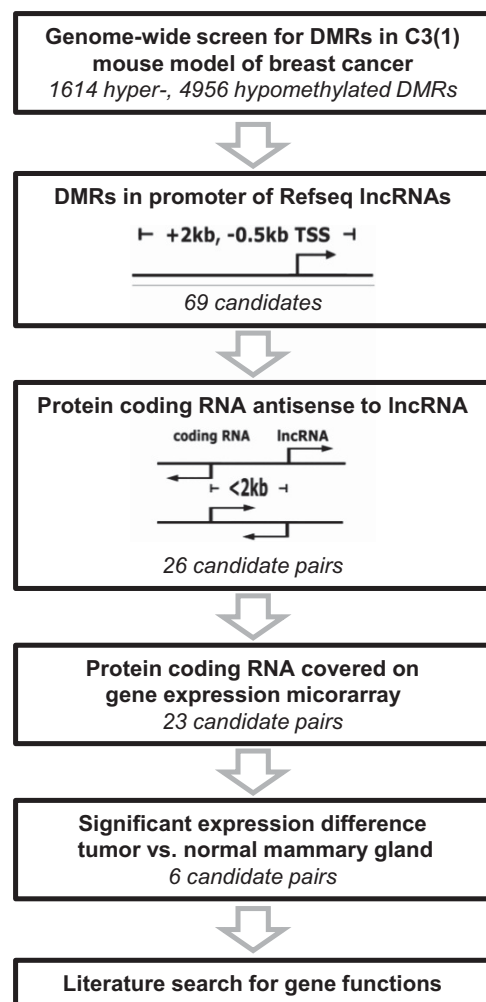 Genome-wide screen for DMRs in C3(1)
mouse model of breast cancer
1614 hyper-, 4956 hypomethylated DMRs
DMRs in promoter of Refseq lncRNAs
+2kb, -0.5kb TSS
69 candidates
Protein coding RNA antisense to lncRNA
coding RNA lncRNA
<2kb
26 candidate pairs
Protein coding RNA covered on
gene expression micorarray
23 candidate pairs
Significant expression difference
tumor vs. normal mammary gland
6 candidate pairs
Literature search for gene functions